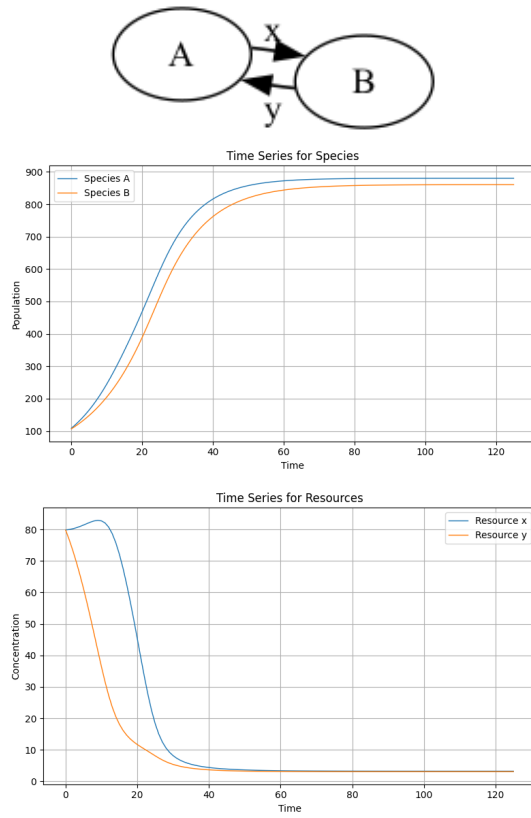 x
A
B
y
Time Series for Species
Species A
Species B
900
800
700
600
500
400
300
200
100
Population
0 20 40 60 80 100 120
Time
Time Series for Resources
Resource x
Resource y
80
70
60
50
40
30
20
10
0
Concentration
0 20 40 60 80 100 120
Time